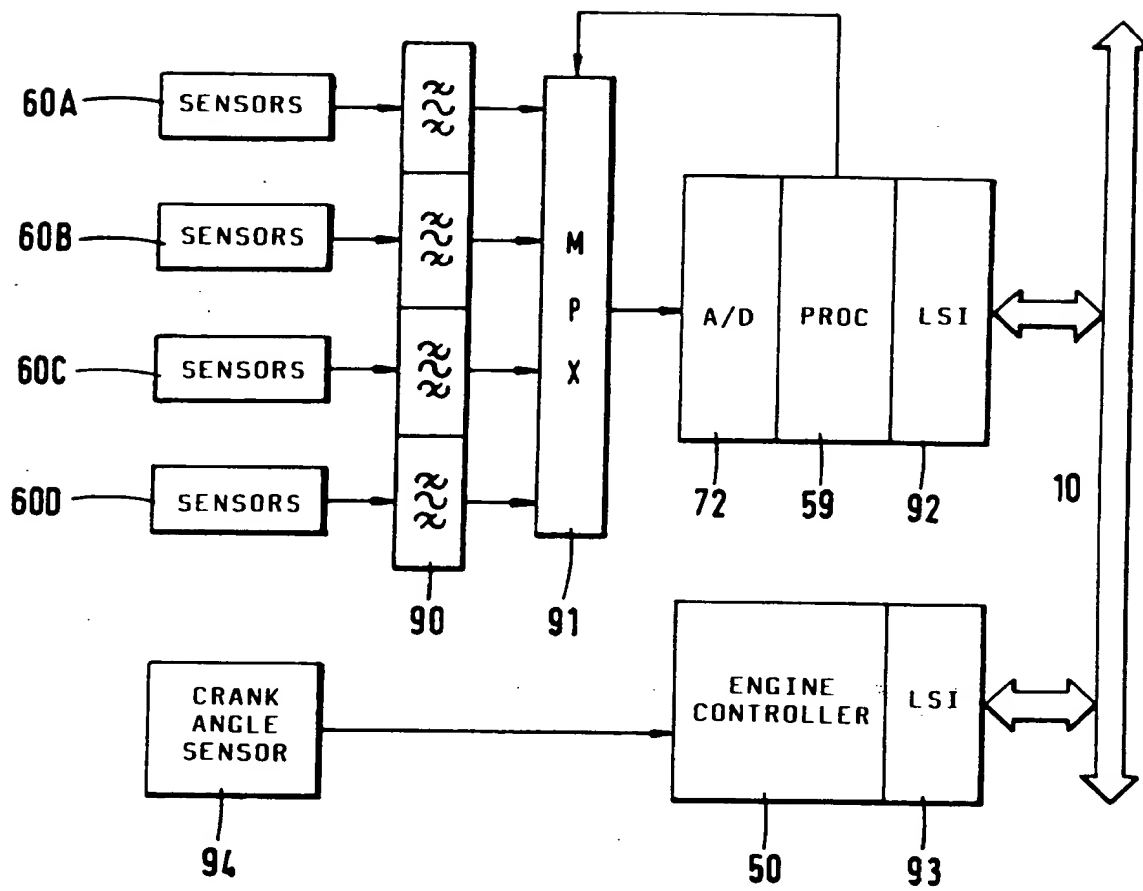 60A
SENSORS
60B
SENSORS
60C
SENSORS
60D
SENSORS
M
P
X
A/D
PROC
LSI
72
59
92
10
90
91
CRANK
ANGLE
SENSOR
94
ENGINE
CONTROLLER
LSI
50
93